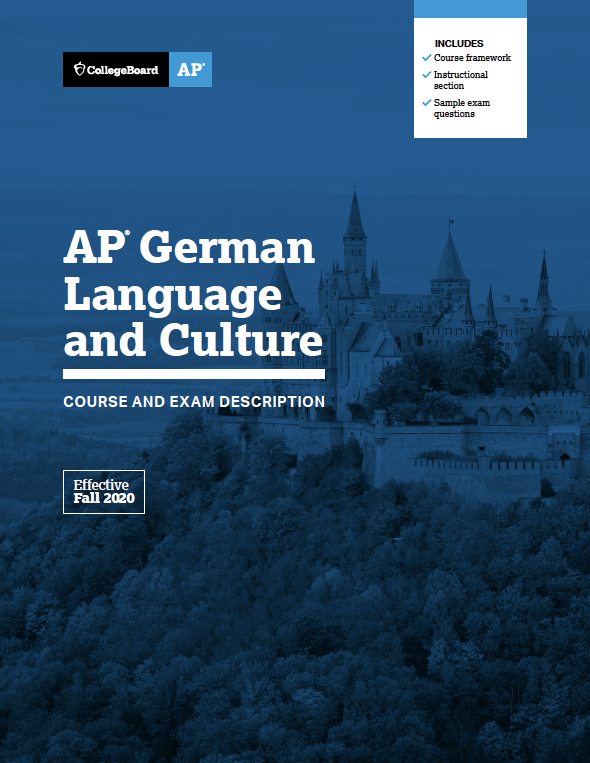 CollegeBoard
AP®
INCLUDES
Course framework
Instructional
section
Sample exam
questions
AP® German
Language
and Culture
COURSE AND EXAM DESCRIPTION
Effective
Fall 2020